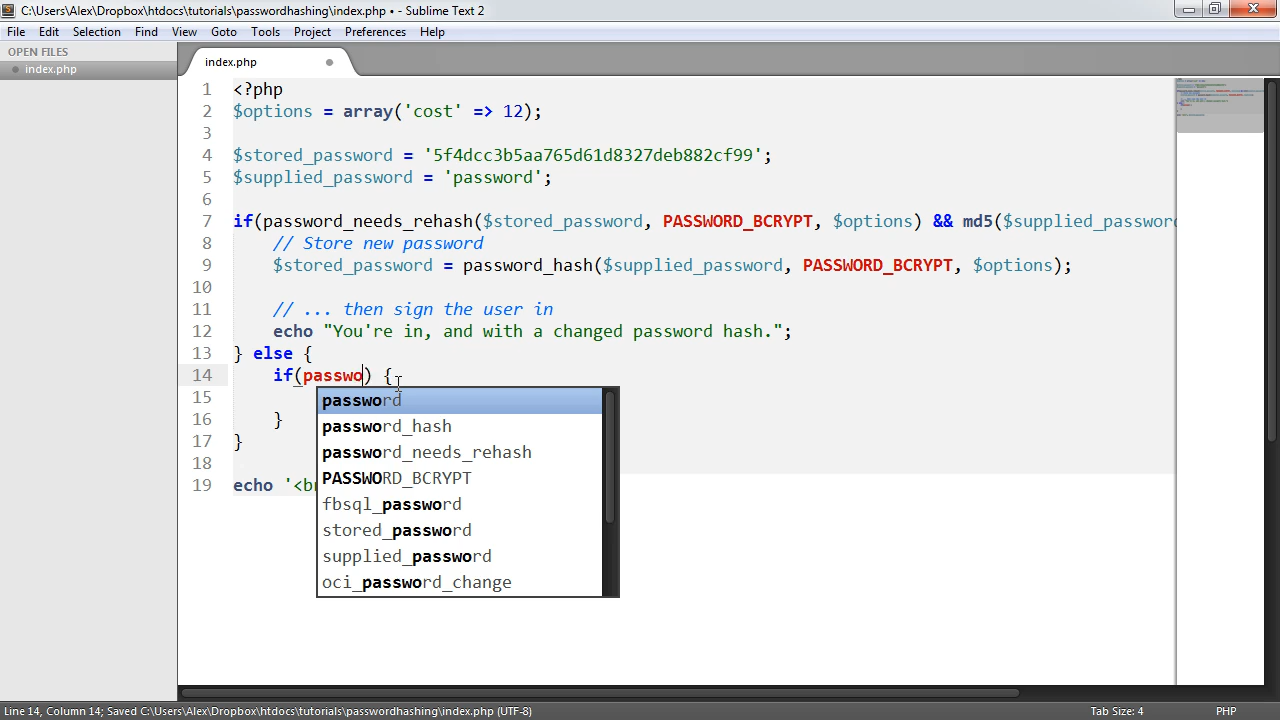 C:\Users\Alex\Dropbox\htdocs\tutorials\passwordhashing\index.php • - Sublime Text 2
File Edit Selection Find View Goto Tools Project Preferences Help
OPEN FILES
index.php
index.php
1 <?php
2 $options = array('cost' => 12);
3
4 $stored_password = '5f4dcc3b5aa765d61d8327deb882cf99';
5 $supplied_password = 'password';
6
7 if(password_needs_rehash($stored_password, PASSWORD_BCRYPT, $options) && md5($supplied_passwor
8 // Store new password
9 $stored_password = password_hash($supplied_password, PASSWORD_BCRYPT, $options);
10
11 // ... then sign the user in
12 echo "You're in, and with a changed password hash.";
13 } else {
14 if(passwo) {
15
16 }
17 }
18
19 echo '<br
password
password_hash
password_needs_rehash
PASSWORD_BCRYPT
fbsql_password
stored_password
supplied_password
oci_password_change
Line 14, Column 14; Saved C:\Users\Alex\Dropbox\htdocs\tutorials\passwordhashing\index.php (UTF-8) Tab Size: 4 PHP